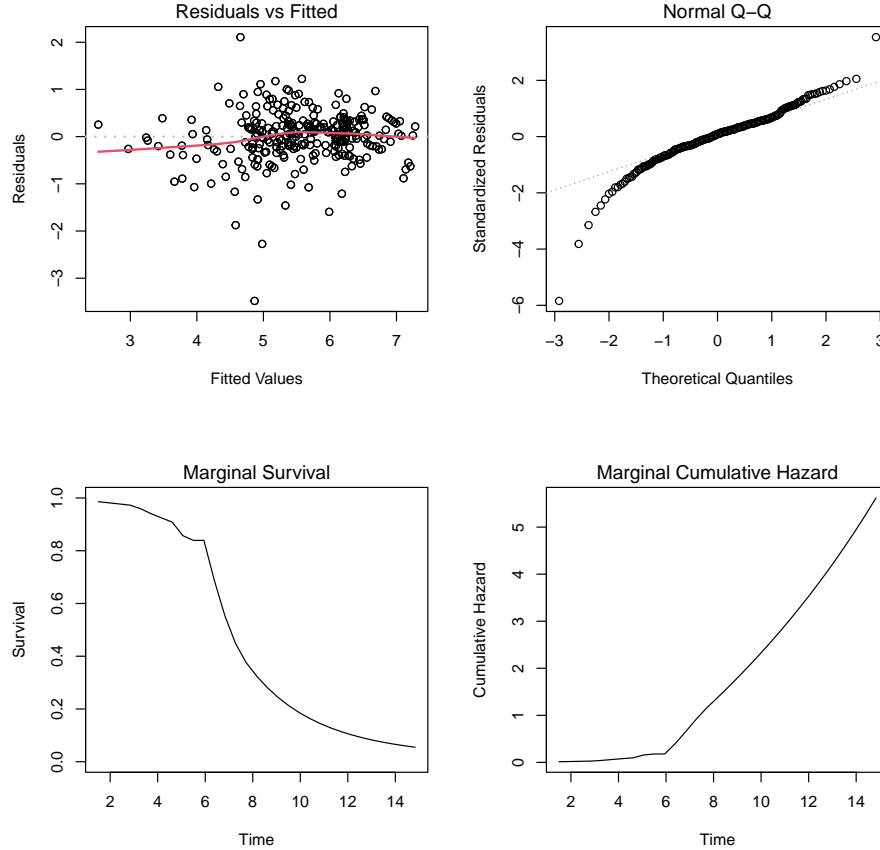 Residuals vs Fitted
2
1
0
−1
−2
−3
Residuals
3 4 5 6 7
Fitted Values
Normal Q−Q
2
0
−2
−4
−6
Standardized Residuals
−3 −2 −1 0 1 2 3
Theoretical Quantiles
Marginal Survival
1.0
0.8
0.6
0.4
0.2
0.0
Survival
2 4 6 8 10 12 14
Time
Marginal Cumulative Hazard
5
4
3
2
1
0
Cumulative Hazard
2 4 6 8 10 12 14
Time